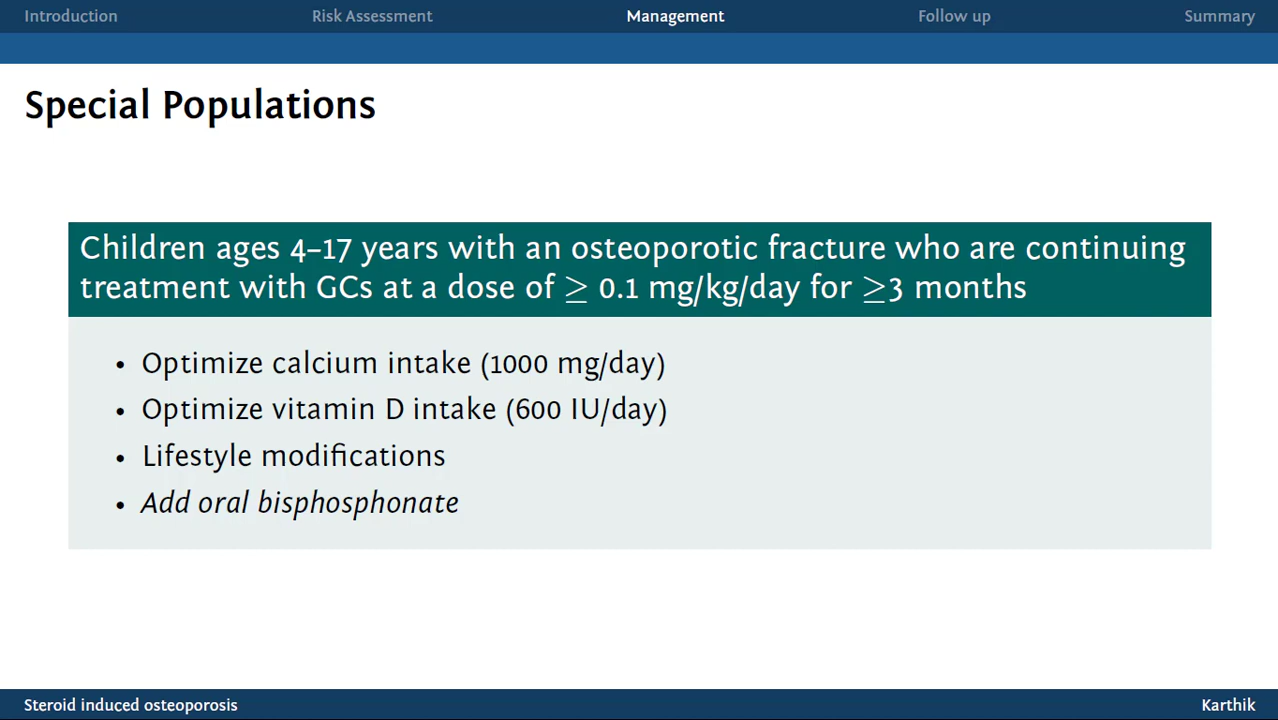 Introduction Risk Assessment Management Follow up Summary
Special Populations
Children ages 4–17 years with an osteoporotic fracture who are continuing
treatment with GCs at a dose of ≥ 0.1 mg/kg/day for ≥3 months
• Optimize calcium intake (1000 mg/day)
• Optimize vitamin D intake (600 IU/day)
• Lifestyle modifications
• Add oral bisphosphonate
Steroid induced osteoporosis Karthik